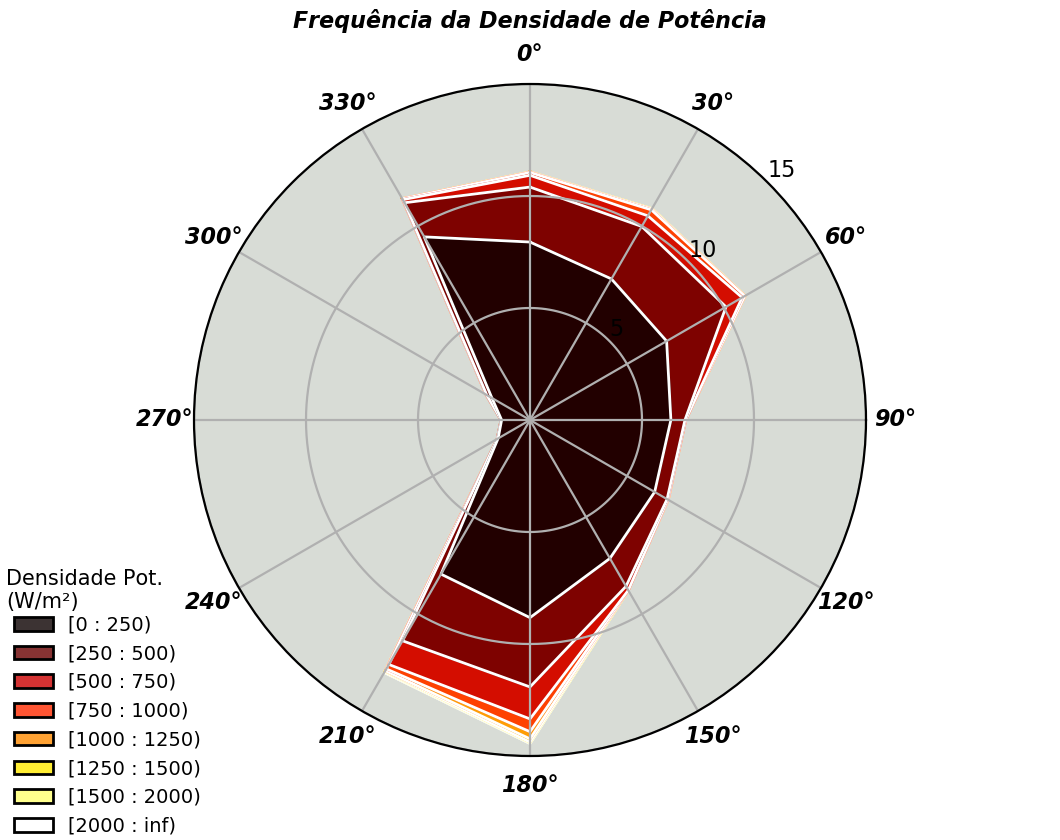 Frequência da Densidade de Potência
0°
330°
30°
15
300°
60°
10
5
270°
90°
240°
120°
210°
150°
180°
Densidade Pot.
(W/m²)
[0 : 250)
[250 : 500)
[500 : 750)
[750 : 1000)
[1000 : 1250)
[1250 : 1500)
[1500 : 2000)
[2000 : inf)